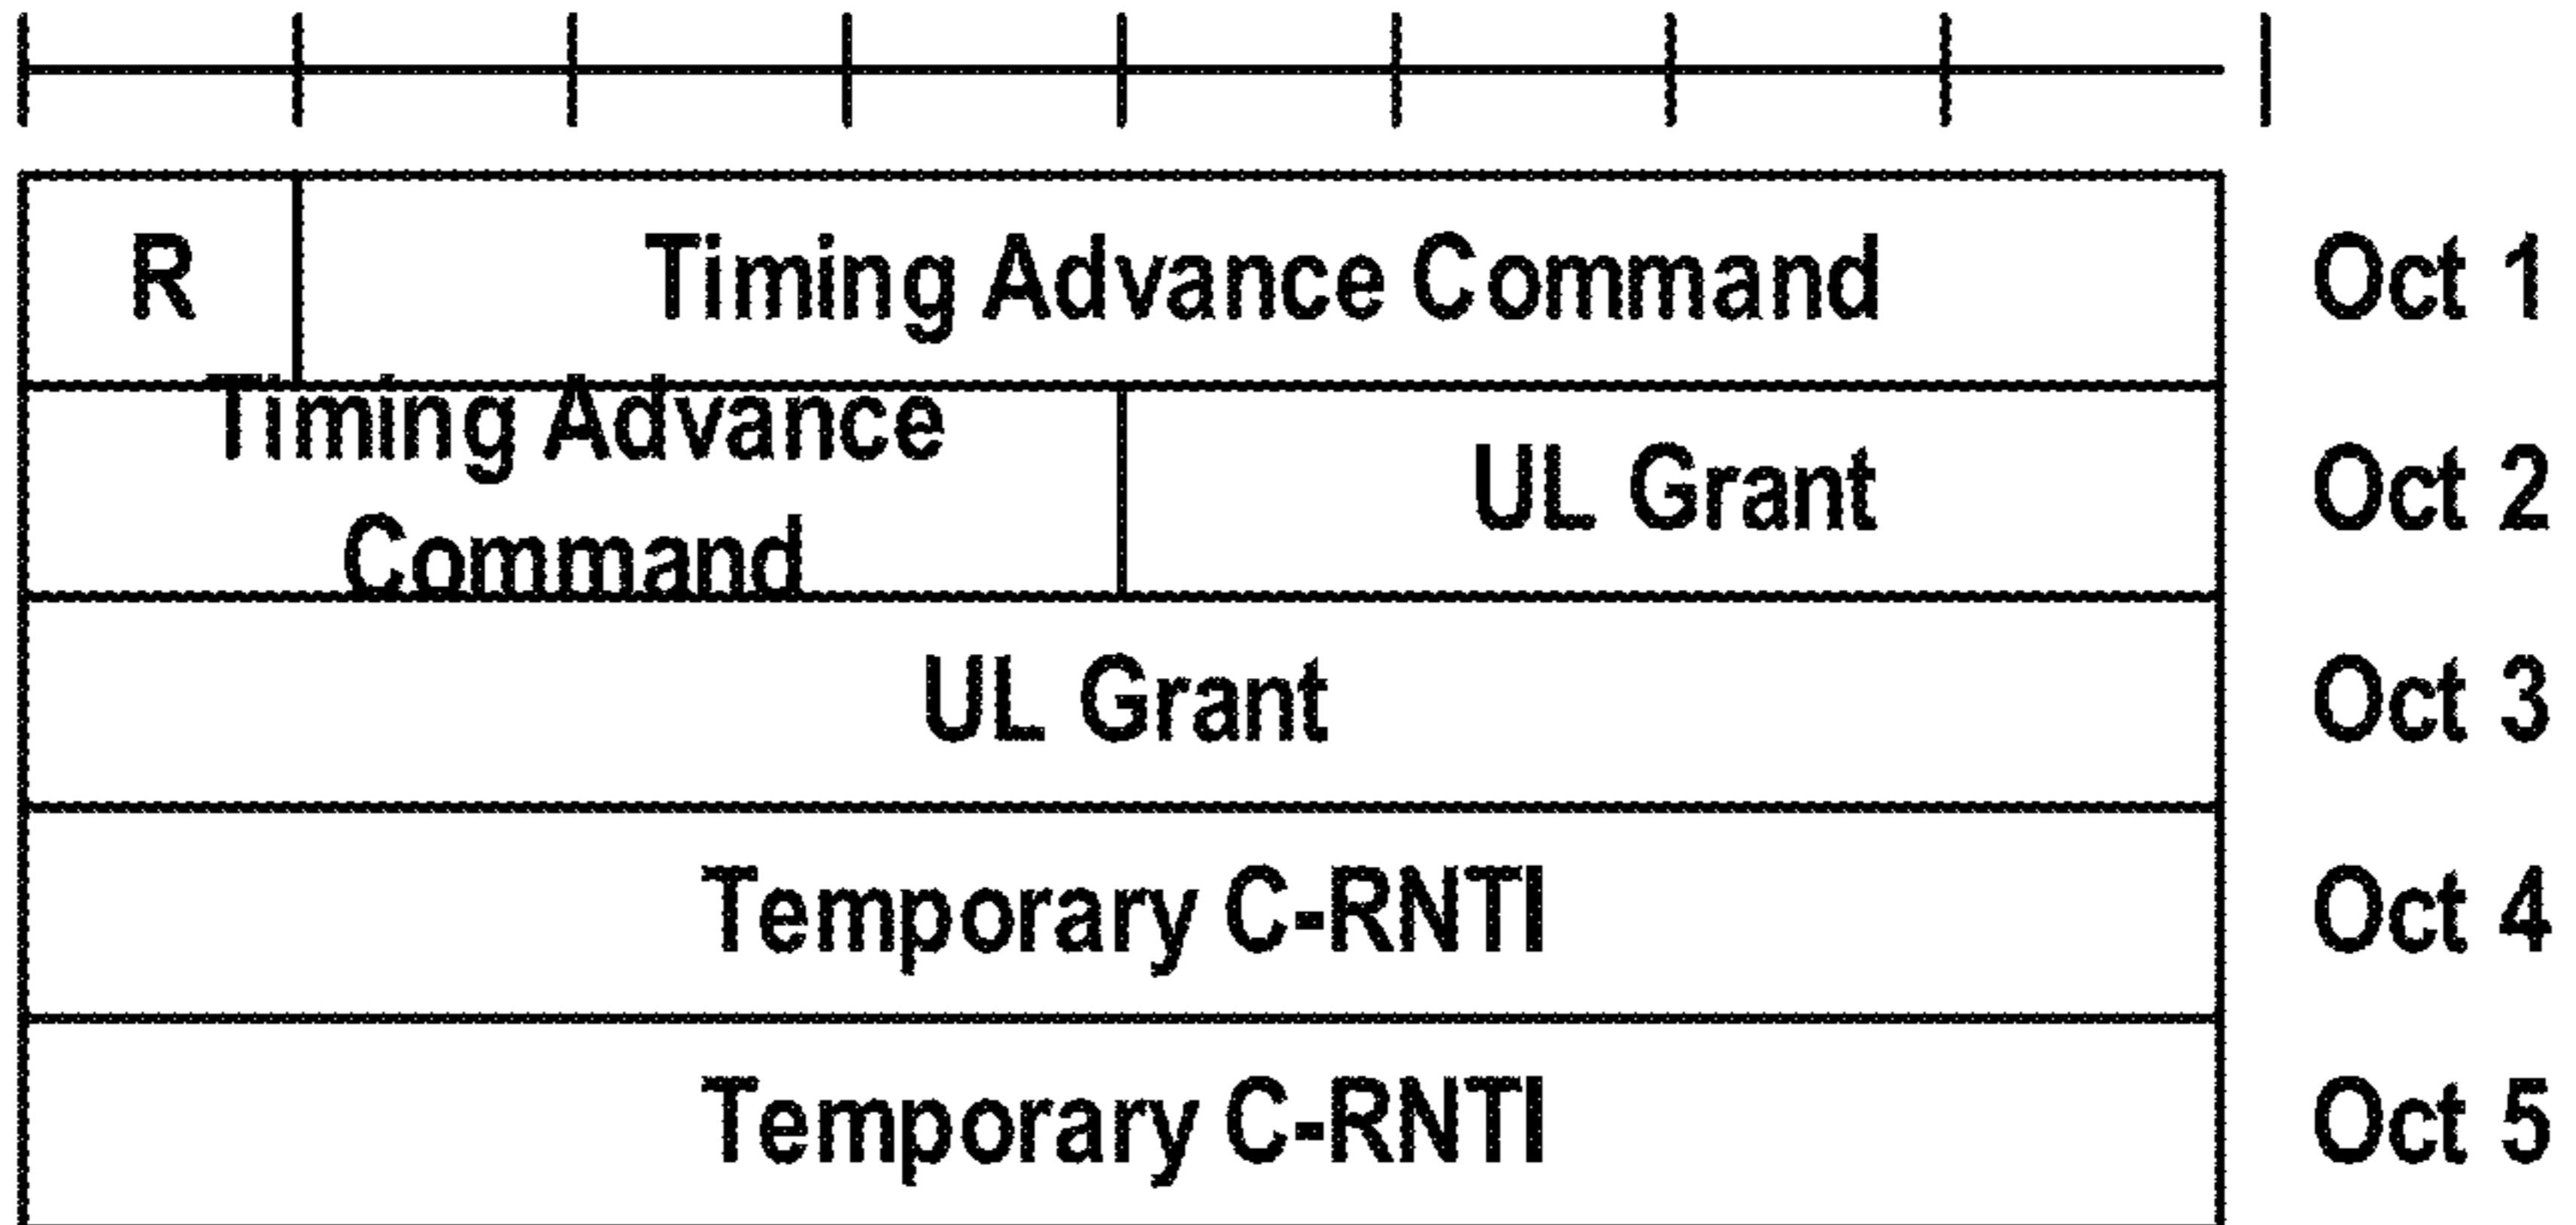 R Timing Advance Command Oct 1
Timing Advance
Command
UL Grant Oct 2
UL Grant Oct 3
Temporary C-RNTI Oct 4
Temporary C-RNTI Oct 5